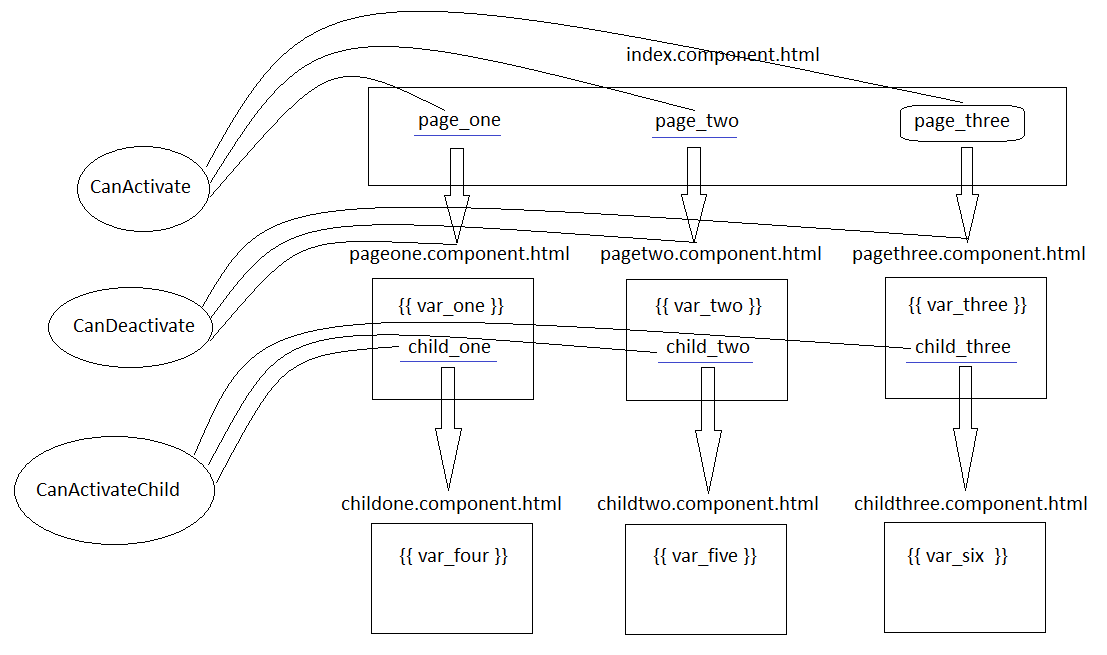 index.component.html
page_one
page_two
page_three
CanActivate
pageone.component.html
pagetwo.component.html
pagethree.component.html
{{ var_one }}
{{ var_two }}
{{ var_three }}
CanDeactivate
child_one
child_two
child_three
CanActivateChild
childone.component.html
childtwo.component.html
childthree.component.html
{{ var_four }}
{{ var_five }}
{{ var_six  }}